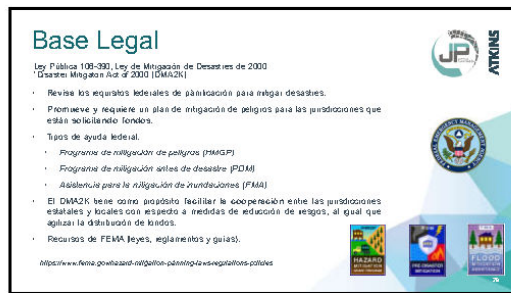 Base Legal
Ley Pública 106-390, Ley de Mitigación de Desastres de 2000
"Disaster Mitigation Act of 2000 (DMA2K)
• Revisa los requisitos federales de planificación para mitigar desastres.
• Promueve y requiere un plan de mitigación de peligros para las jurisdicciones que
están solicitando fondos.
• Tipos de ayuda federal.
• Programa de mitigación de peligros (HMGP)
• Programa de mitigación antes de desastre (PDM)
• Asistencia para la mitigación de inundaciones (FMA)
• El DMA2K tiene como propósito facilitar la cooperación entre las jurisdicciones
estatales y locales con respecto a medidas de reducción de riesgos, al igual que
agilizar la distribución de fondos.
• Recursos de FEMA (leyes, reglamentos y guías).
https://www.fema.gov/hazard-mitigation-planning-laws-regulations-policies
JP
ATKINS
HAZARD
MITIGATION
PRE-DISASTER
MITIGATION
FLOOD
MITIGATION
ASSISTANCE